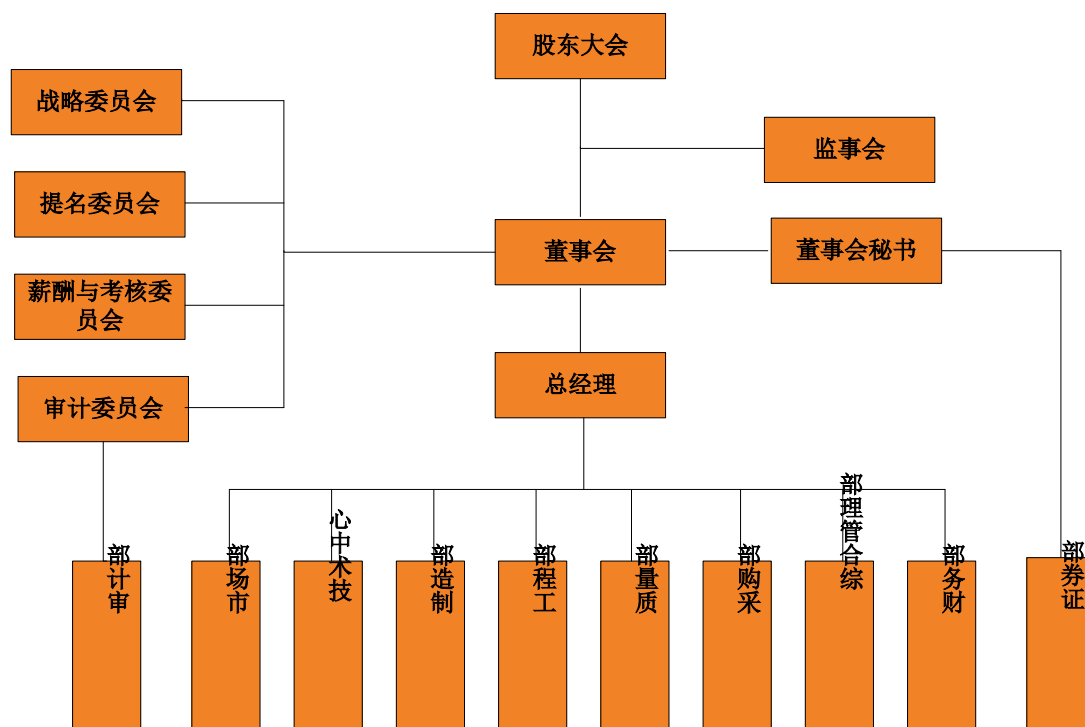 股东大会
战略委员会
监事会
提名委员会
董事会
董事会秘书
薪酬与考核委
员会
总经理
审计委员会
部计审
部场市
心中术技
部造制
部程工
部量质
部购采
部理管合综
部务财
部券证